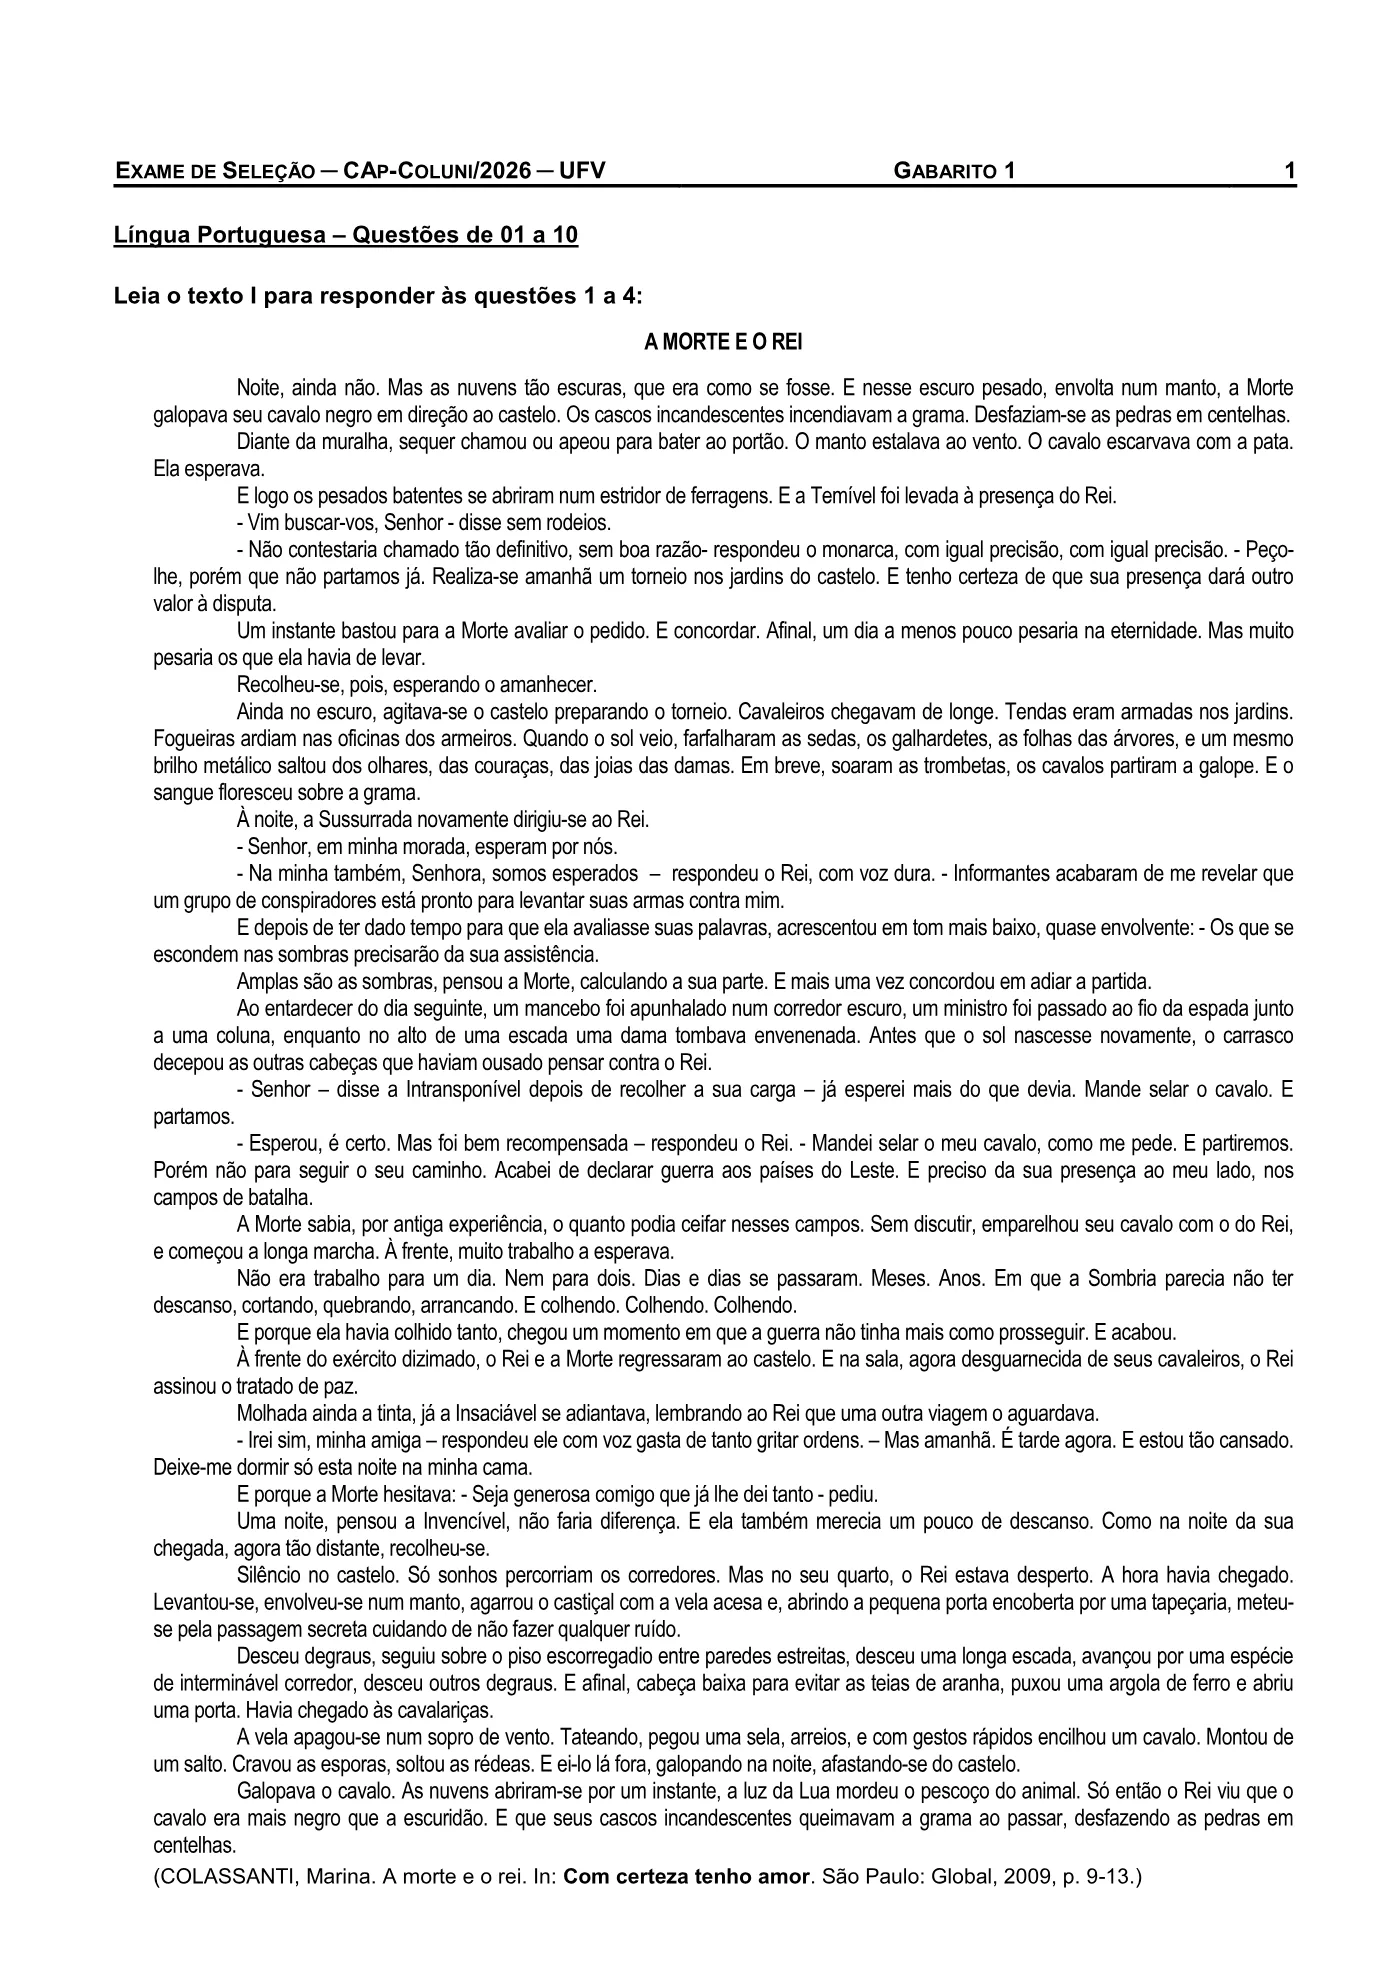 EXAME DE SELEÇÃO — CAP-COLUNI/2026 — UFV GABARITO 1 1
Língua Portuguesa – Questões de 01 a 10
Leia o texto I para responder às questões 1 a 4:
A MORTE E O REI
Noite, ainda não. Mas as nuvens tão escuras, que era como se fosse. E nesse escuro pesado, envolta num manto, a Morte
galopava seu cavalo negro em direção ao castelo. Os cascos incandescentes incendiavam a grama. Desfaziam-se as pedras em centelhas.
Diante da muralha, sequer chamou ou apeou para bater ao portão. O manto estalava ao vento. O cavalo escarvava com a pata.
Ela esperava.
E logo os pesados batentes se abriram num estridor de ferragens. E a Temível foi levada à presença do Rei.
- Vim buscar-vos, Senhor - disse sem rodeios.
- Não contestaria chamado tão definitivo, sem boa razão- respondeu o monarca, com igual precisão, com igual precisão. - Peço-
lhe, porém que não partamos já. Realiza-se amanhã um torneio nos jardins do castelo. E tenho certeza de que sua presença dará outro
valor à disputa.
Um instante bastou para a Morte avaliar o pedido. E concordar. Afinal, um dia a menos pouco pesaria na eternidade. Mas muito
pesaria os que ela havia de levar.
Recolheu-se, pois, esperando o amanhecer.
Ainda no escuro, agitava-se o castelo preparando o torneio. Cavaleiros chegavam de longe. Tendas eram armadas nos jardins.
Fogueiras ardiam nas oficinas dos armeiros. Quando o sol veio, farfalharam as sedas, os galhardetes, as folhas das árvores, e um mesmo
brilho metálico saltou dos olhares, das couraças, das joias das damas. Em breve, soaram as trombetas, os cavalos partiram a galope. E o
sangue floresceu sobre a grama.
À noite, a Sussurrada novamente dirigiu-se ao Rei.
- Senhor, em minha morada, esperam por nós.
- Na minha também, Senhora, somos esperados – respondeu o Rei, com voz dura. - Informantes acabaram de me revelar que
um grupo de conspiradores está pronto para levantar suas armas contra mim.
E depois de ter dado tempo para que ela avaliasse suas palavras, acrescentou em tom mais baixo, quase envolvente: - Os que se
escondem nas sombras precisarão da sua assistência.
Amplas são as sombras, pensou a Morte, calculando a sua parte. E mais uma vez concordou em adiar a partida.
Ao entardecer do dia seguinte, um mancebo foi apunhalado num corredor escuro, um ministro foi passado ao fio da espada junto
a uma coluna, enquanto no alto de uma escada uma dama tombava envenenada. Antes que o sol nascesse novamente, o carrasco
decepou as outras cabeças que haviam ousado pensar contra o Rei.
- Senhor – disse a Intransponível depois de recolher a sua carga – já esperei mais do que devia. Mande selar o cavalo. E
partamos.
- Esperou, é certo. Mas foi bem recompensada – respondeu o Rei. - Mandei selar o meu cavalo, como me pede. E partiremos.
Porém não para seguir o seu caminho. Acabei de declarar guerra aos países do Leste. E preciso da sua presença ao meu lado, nos
campos de batalha.
A Morte sabia, por antiga experiência, o quanto podia ceifar nesses campos. Sem discutir, emparelhou seu cavalo com o do Rei,
e começou a longa marcha. À frente, muito trabalho a esperava.
Não era trabalho para um dia. Nem para dois. Dias e dias se passaram. Meses. Anos. Em que a Sombria parecia não ter
descanso, cortando, quebrando, arrancando. E colhendo. Colhendo. Colhendo.
E porque ela havia colhido tanto, chegou um momento em que a guerra não tinha mais como prosseguir. E acabou.
À frente do exército dizimado, o Rei e a Morte regressaram ao castelo. E na sala, agora desguarnecida de seus cavaleiros, o Rei
assinou o tratado de paz.
Molhada ainda a tinta, já a Insaciável se adiantava, lembrando ao Rei que uma outra viagem o aguardava.
- Irei sim, minha amiga – respondeu ele com voz gasta de tanto gritar ordens. – Mas amanhã. É tarde agora. E estou tão cansado.
Deixe-me dormir só esta noite na minha cama.
E porque a Morte hesitava: - Seja generosa comigo que já lhe dei tanto - pediu.
Uma noite, pensou a Invencível, não faria diferença. E ela também merecia um pouco de descanso. Como na noite da sua
chegada, agora tão distante, recolheu-se.
Silêncio no castelo. Só sonhos percorriam os corredores. Mas no seu quarto, o Rei estava desperto. A hora havia chegado.
Levantou-se, envolveu-se num manto, agarrou o castiçal com a vela acesa e, abrindo a pequena porta encoberta por uma tapeçaria, meteu-
se pela passagem secreta cuidando de não fazer qualquer ruído.
Desceu degraus, seguiu sobre o piso escorregadio entre paredes estreitas, desceu uma longa escada, avançou por uma espécie
de interminável corredor, desceu outros degraus. E afinal, cabeça baixa para evitar as teias de aranha, puxou uma argola de ferro e abriu
uma porta. Havia chegado às cavalariças.
A vela apagou-se num sopro de vento. Tateando, pegou uma sela, arreios, e com gestos rápidos encilhou um cavalo. Montou de
um salto. Cravou as esporas, soltou as rédeas. E ei-lo lá fora, galopando na noite, afastando-se do castelo.
Galopava o cavalo. As nuvens abriram-se por um instante, a luz da Lua mordeu o pescoço do animal. Só então o Rei viu que o
cavalo era mais negro que a escuridão. E que seus cascos incandescentes queimavam a grama ao passar, desfazendo as pedras em
centelhas.
(COLASSANTI, Marina. A morte e o rei. In: Com certeza tenho amor. São Paulo: Global, 2009, p. 9-13.)